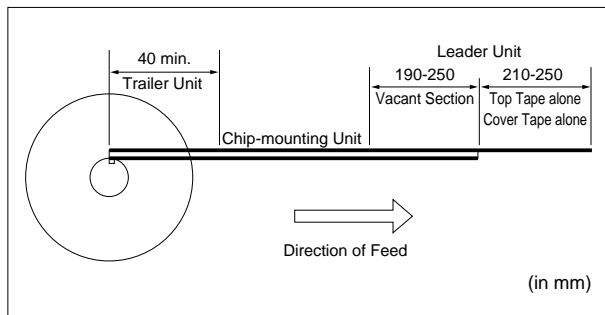 Leader Unit
40 min.
Trailer Unit
190-250
Vacant Section
210-250
Top Tape alone
Cover Tape alone
Chip-mounting Unit
Direction of Feed
(in mm)